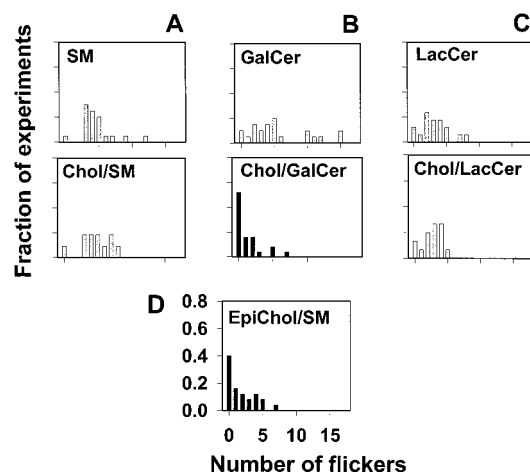 A
B
C
SM
GalCer
LacCer
Fraction of experiments
Chol/SM
Chol/GalCer
Chol/LacCer
D
EpiChol/SM
0.8
0.6
0.4
0.2
0.0
0 5 10 15
Number of flickers